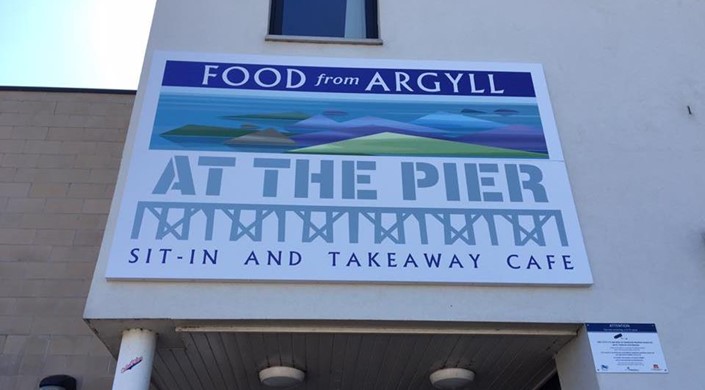 FOOD from ARGYLL
AT THE PIER
SIT-IN AND TAKEAWAY CAFE
ATTENTION